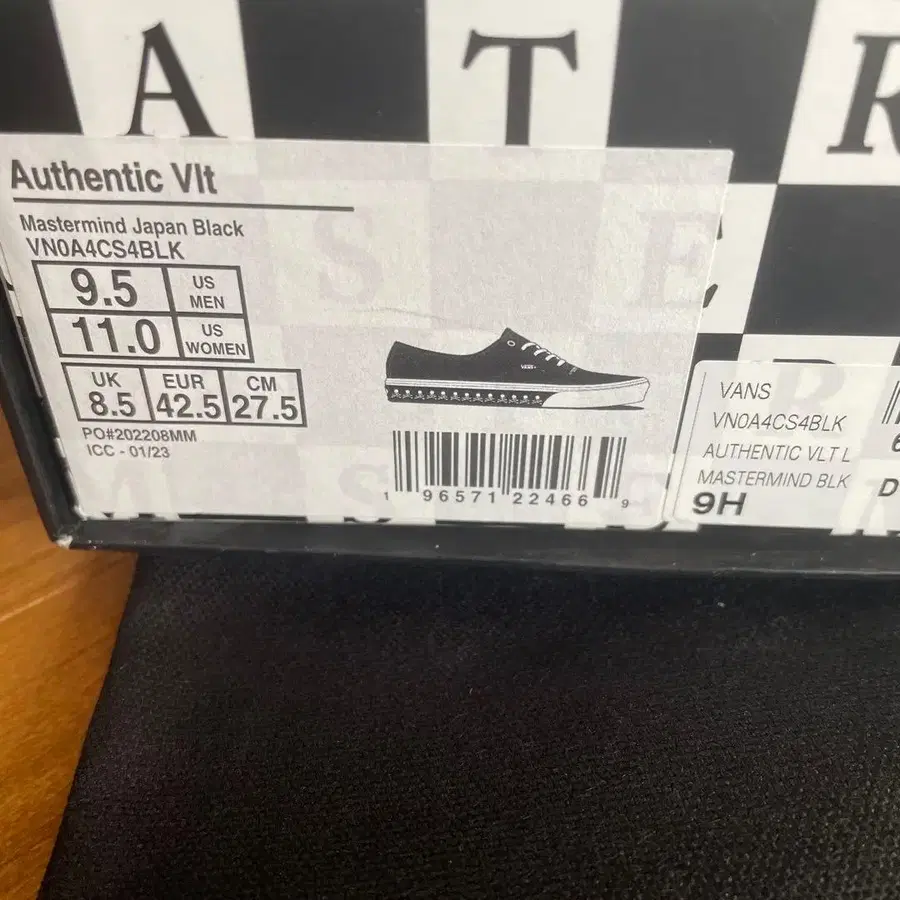 A T R
Authentic Vlt
Mastermind Japan Black
VN0A4CS4BLK
9.5 US MEN
11.0 US WOMEN
UK 8.5 EUR 42.5 CM 27.5
PO#202208MM
ICC - 01/23
1 96571 22466 9
S E
VANS
VN0A4CS4BLK
AUTHENTIC VLT L
MASTERMIND BLK D
9H